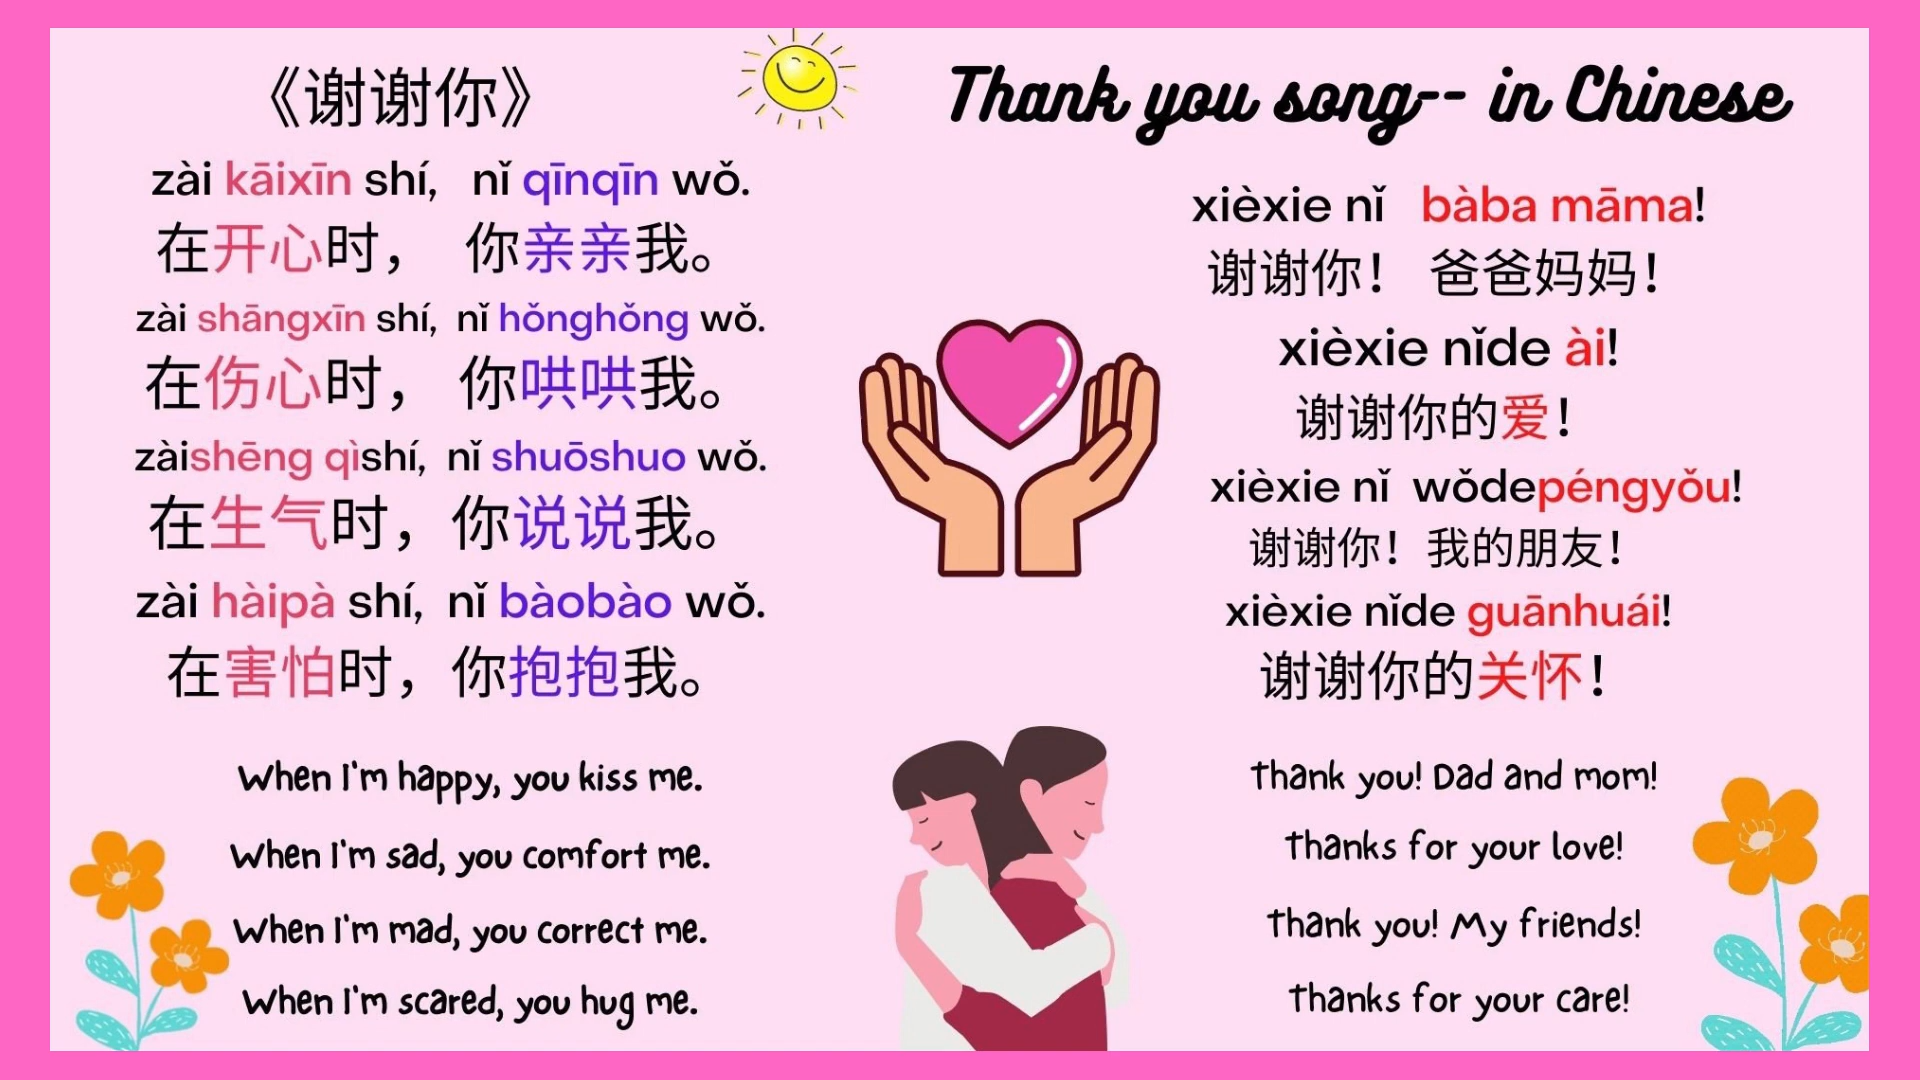 《谢谢你》
Thank you song-- in Chinese
zài kāixīn shí, nǐ qīnqīn wǒ.
在开心时， 你亲亲我。
zài shāngxīn shí, nǐ hǒnghǒng wǒ.
在伤心时， 你哄哄我。
zàishēng qìshí, nǐ shuōshuo wǒ.
在生气时，你说说我。
zài hàipà shí, nǐ bàobào wǒ.
在害怕时，你抱抱我。
When I'm happy, you kiss me.
When I'm sad, you comfort me.
When I'm mad, you correct me.
When I'm scared, you hug me.
xièxie nǐ bàba māma!
谢谢你！ 爸爸妈妈！
xièxie nǐde ài!
谢谢你的爱！
xièxie nǐ wǒdepéngyǒu!
谢谢你！我的朋友！
xièxie nǐde guānhuái!
谢谢你的关怀！
Thank you! Dad and mom!
Thanks for your love!
Thank you! My friends!
Thanks for your care!